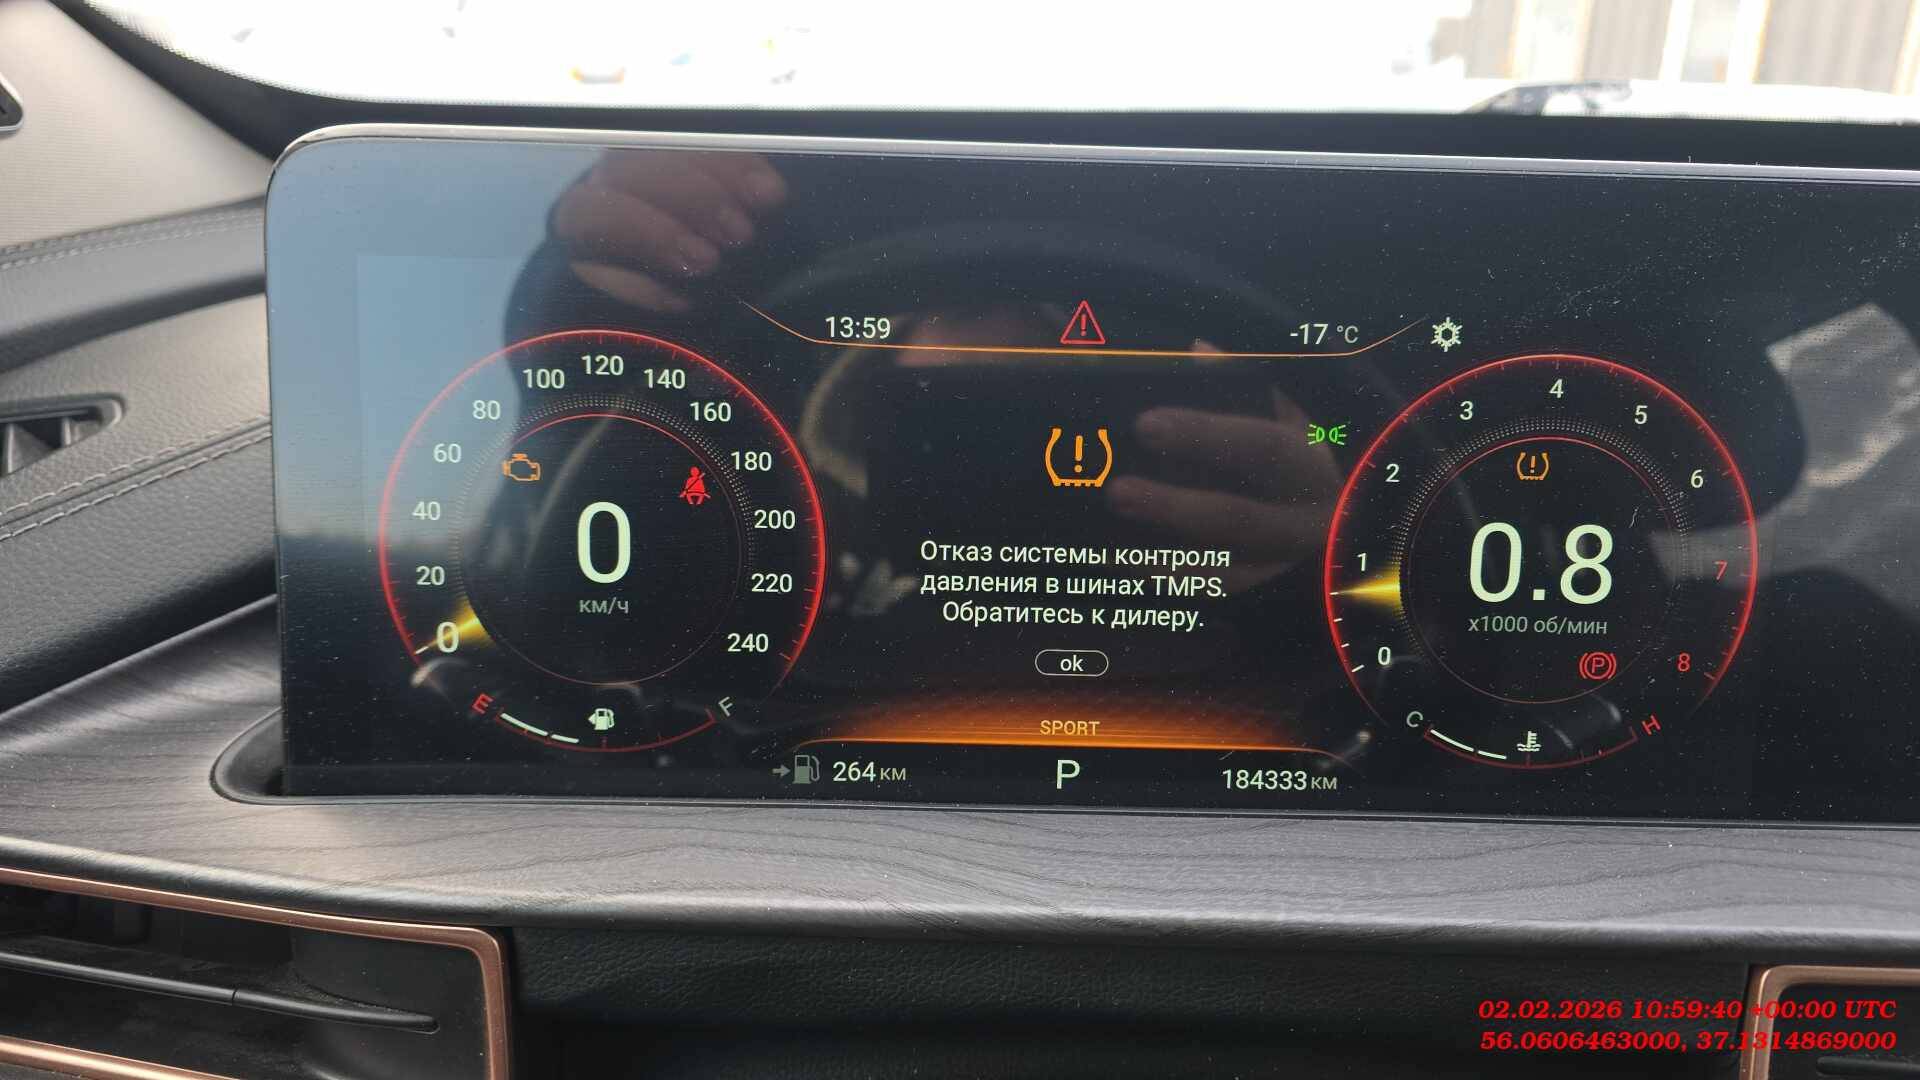 13:59
-17 °C
0
20
40
60
80
100
120
140
160
180
200
220
240
0
км/ч
E
F
Отказ системы контроля
давления в шинах TMPS.
Обратитесь к дилеру.
ok
SPORT
264 км
P
184333 км
0
1
2
3
4
5
6
7
8
0.8
x1000 об/мин
P
C
H
02.02.2026 10:59:40 +00:00 UTC
56.0606463000, 37.1314869000